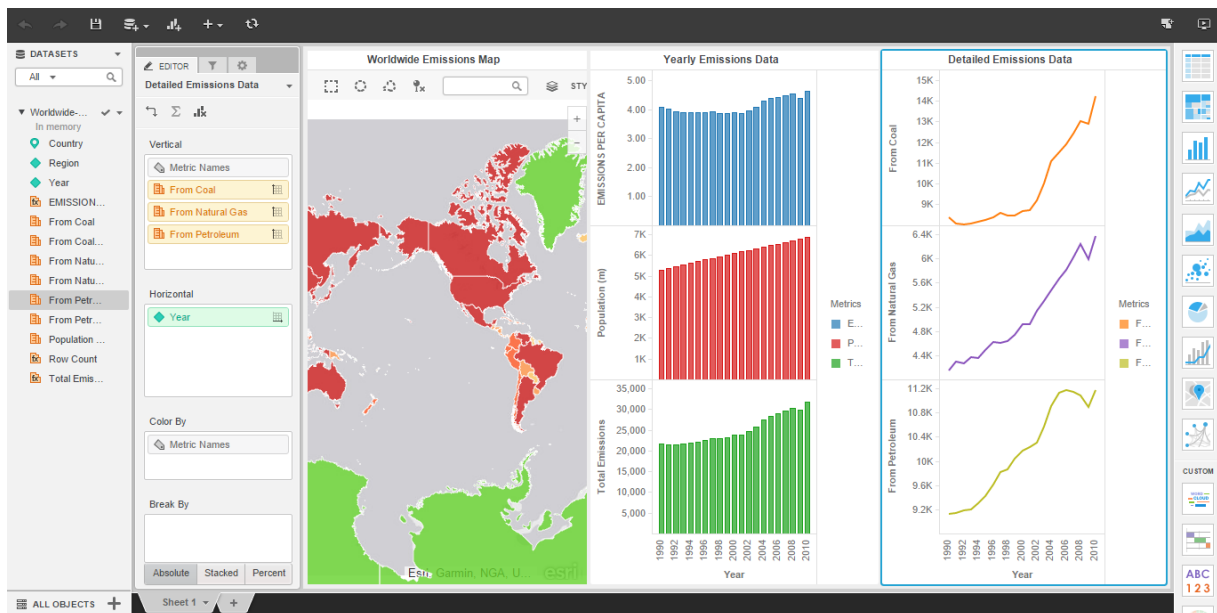 DATASETS
All
Worldwide-...
In memory
Country
Region
Year
EMISSION...
From Coal
From Coal...
From Natu...
From Natu...
From Petr...
From Petr...
Population ...
Row Count
Total Emis...
ALL OBJECTS
EDITOR
Detailed Emissions Data
Vertical
Metric Names
From Coal
From Natural Gas
From Petroleum
Horizontal
Year
Color By
Metric Names
Break By
Absolute Stacked Percent
Sheet 1
Worldwide Emissions Map
STY
Esri, Garmin, NGA, U... esri
Yearly Emissions Data
EMISSIONS PER CAPITA
5.00
4.00
3.00
2.00
1.00
Population (m)
7K
6K
5K
4K
3K
2K
1K
Total Emissions
35,000
30,000
25,000
20,000
15,000
10,000
5,000
1990 1992 1994 1996 1998 2000 2002 2004 2006 2008 2010
Year
Metrics
E...
P...
T...
Detailed Emissions Data
From Coal
15K
14K
13K
12K
11K
10K
9K
From Natural Gas
6.4K
6K
5.6K
5.2K
4.8K
4.4K
From Petroleum
11.2K
10.8K
10.4K
10K
9.6K
9.2K
1990 1992 1994 1996 1998 2000 2002 2004 2006 2008 2010
Year
Metrics
F...
F...
F...
CUSTOM
ABC
123